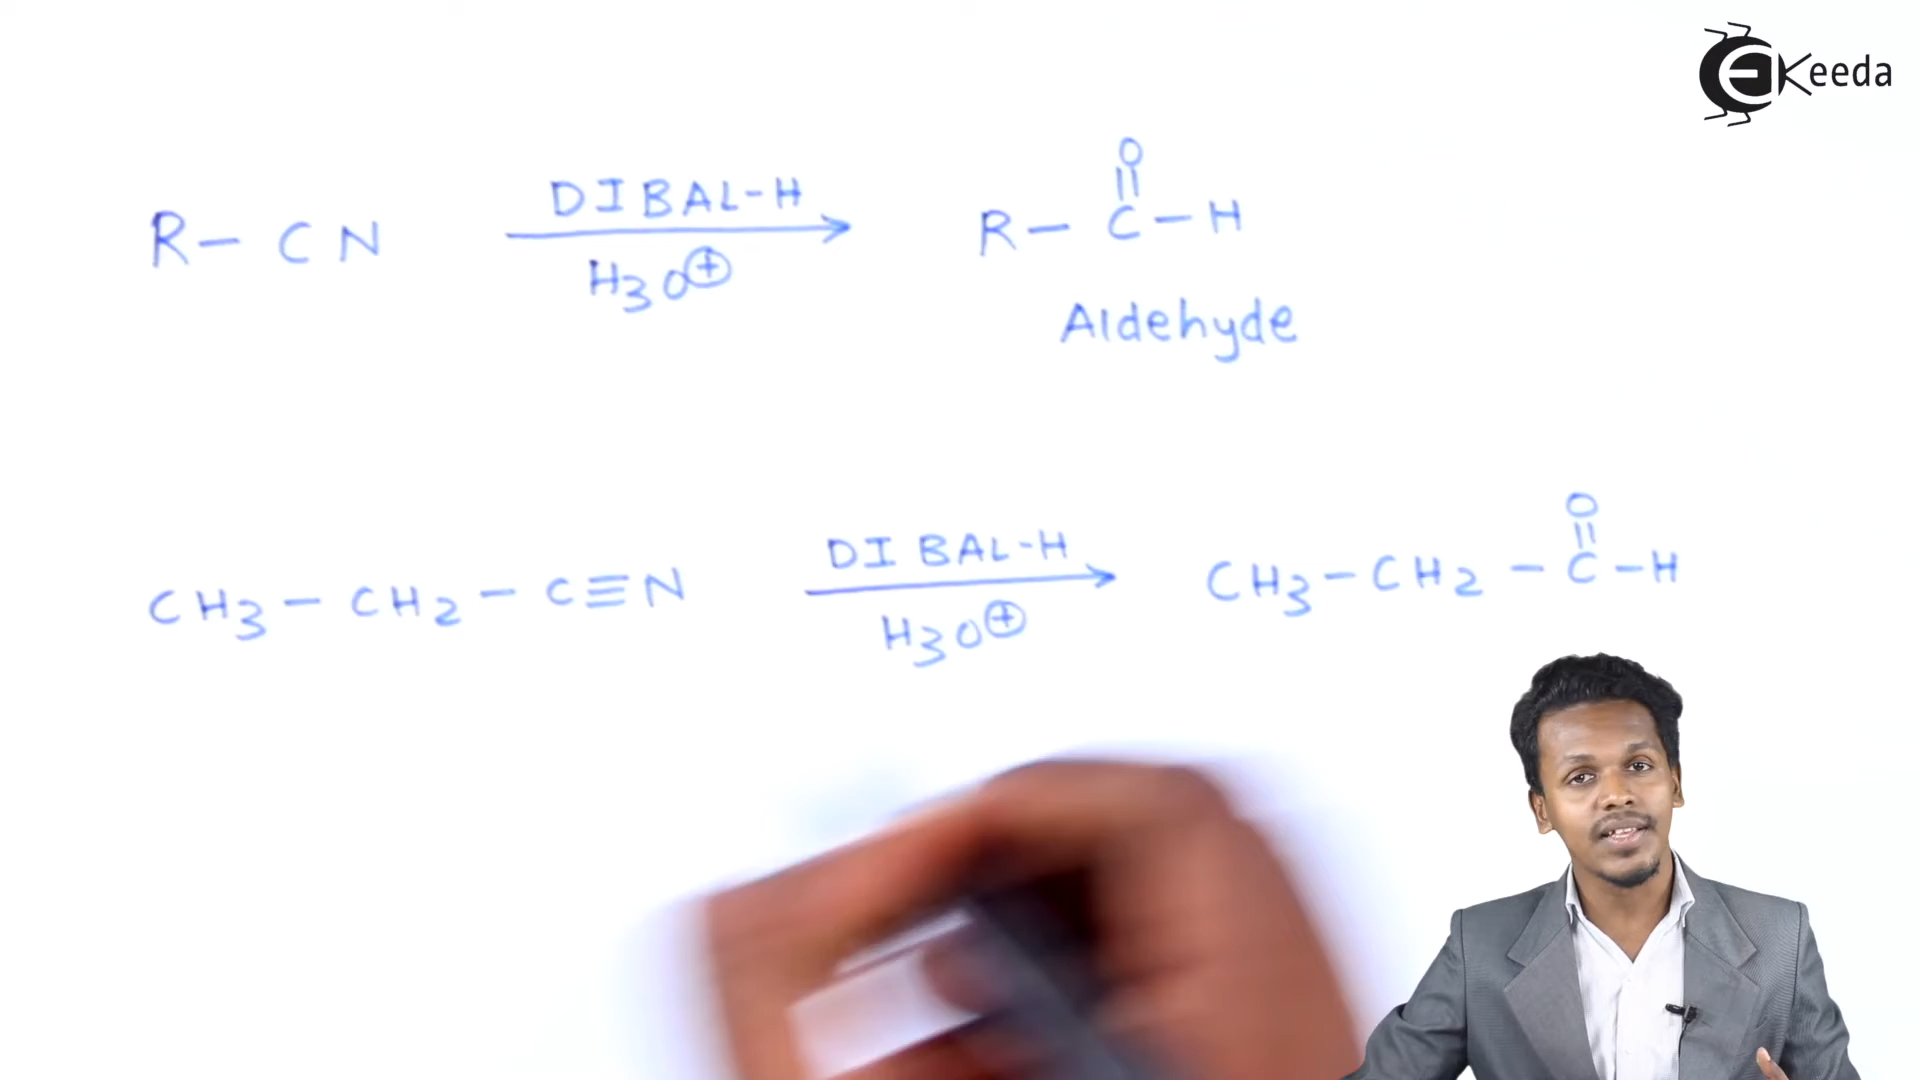 EKeeda
O
R - CN DIBAL-H R - C - H
H3O⊕
Aldehyde
O
CH3 - CH2 - C≡N DIBAL-H CH3 - CH2 - C - H
H3O⊕